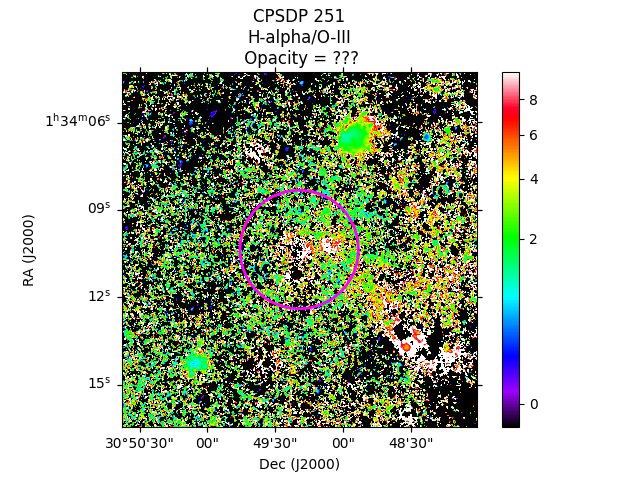 CPSDP 251
H-alpha/O-III
Opacity = ???
1ʰ34ᵐ06ˢ
09ˢ
12ˢ
15ˢ
RA (J2000)
30°50'30" 00" 49'30" 00" 48'30"
Dec (J2000)
8
6
4
2
0